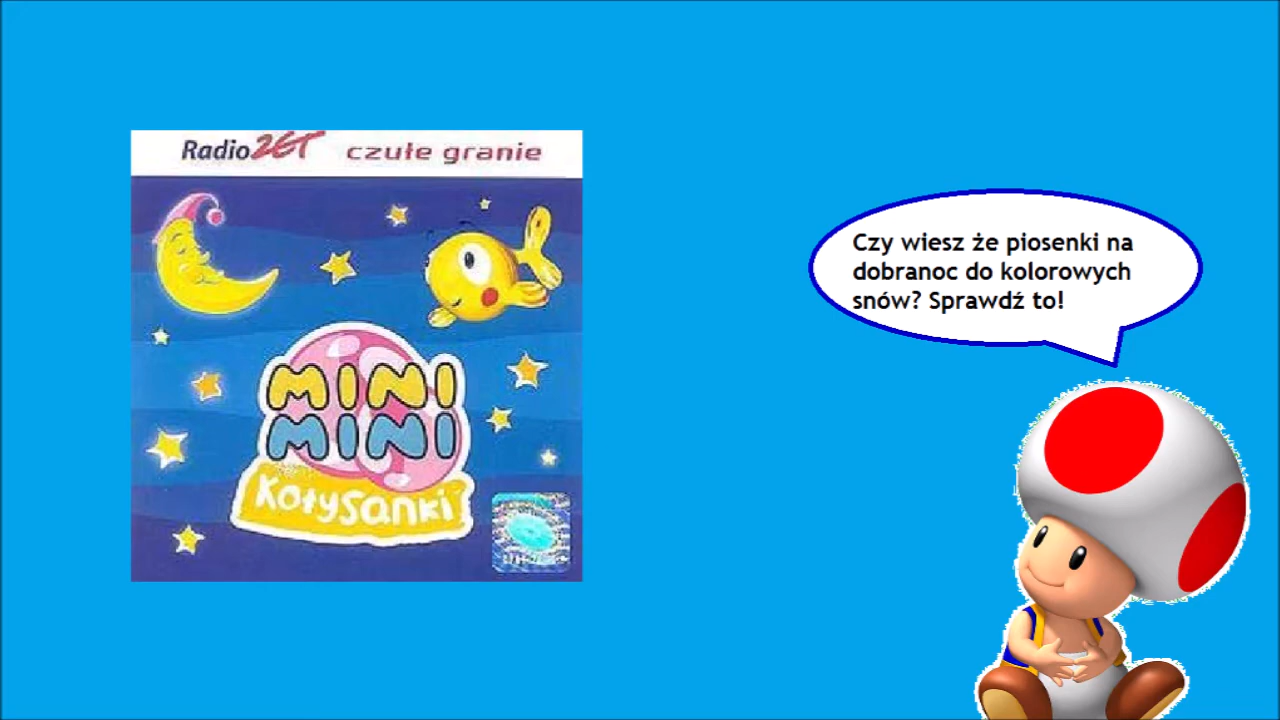 Radio ZET czułe granie
MINI
MINI
Kołysanki
Czy wiesz że piosenki na
dobranoc do kolorowych
snów? Sprawdź to!